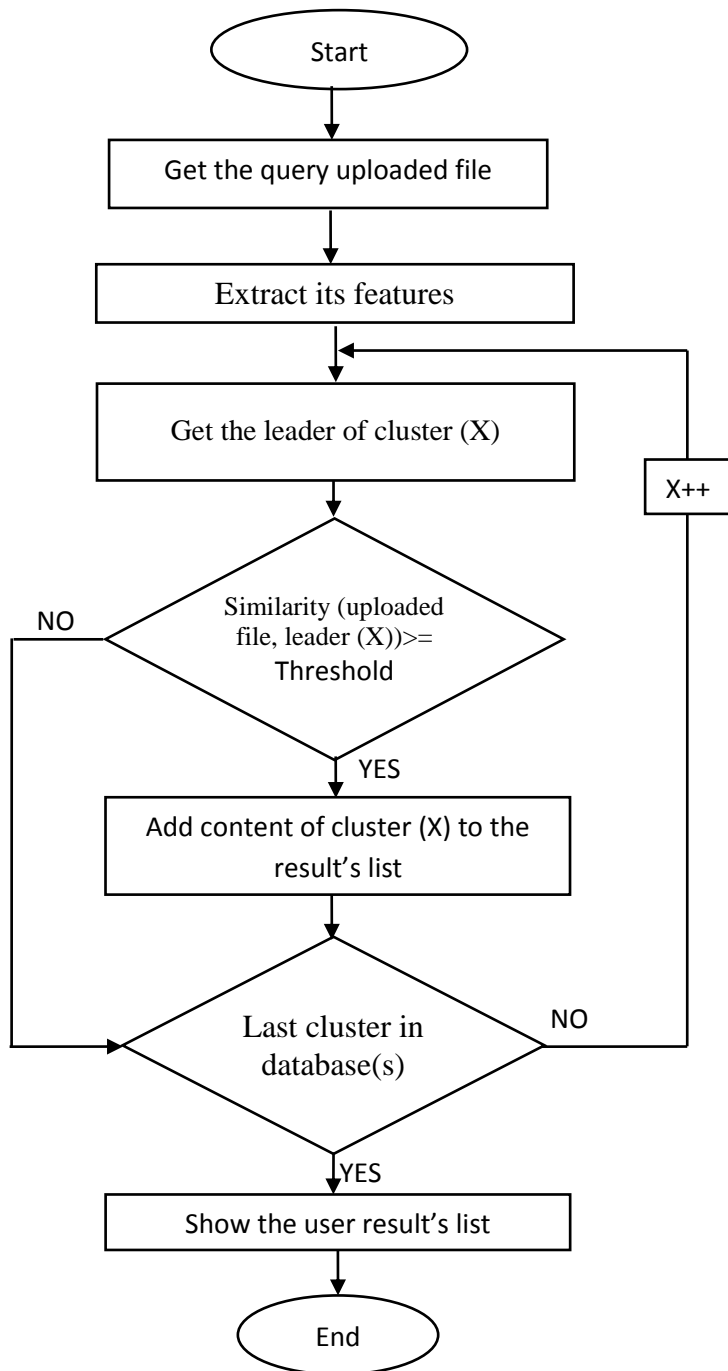 Start
Get the query uploaded file
Extract its features
Get the leader of cluster (X)
X++
NO
Similarity (uploaded
file, leader (X))>=
Threshold
YES
Add content of cluster (X) to the
result’s list
Last cluster in
database(s)
NO
YES
Show the user result’s list
End